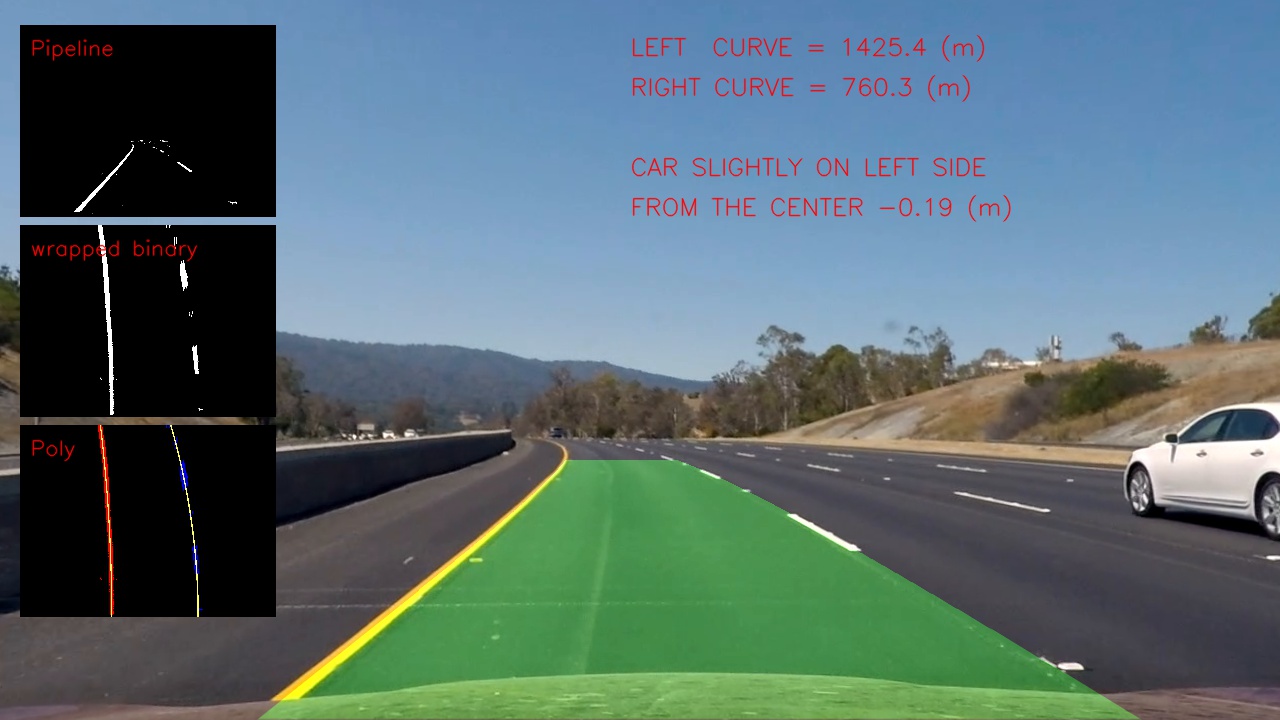 Pipeline
LEFT  CURVE = 1425.4 (m)
RIGHT CURVE = 760.3 (m)
CAR SLIGHTLY ON LEFT SIDE
FROM THE CENTER -0.19 (m)
wrapped binary
Poly